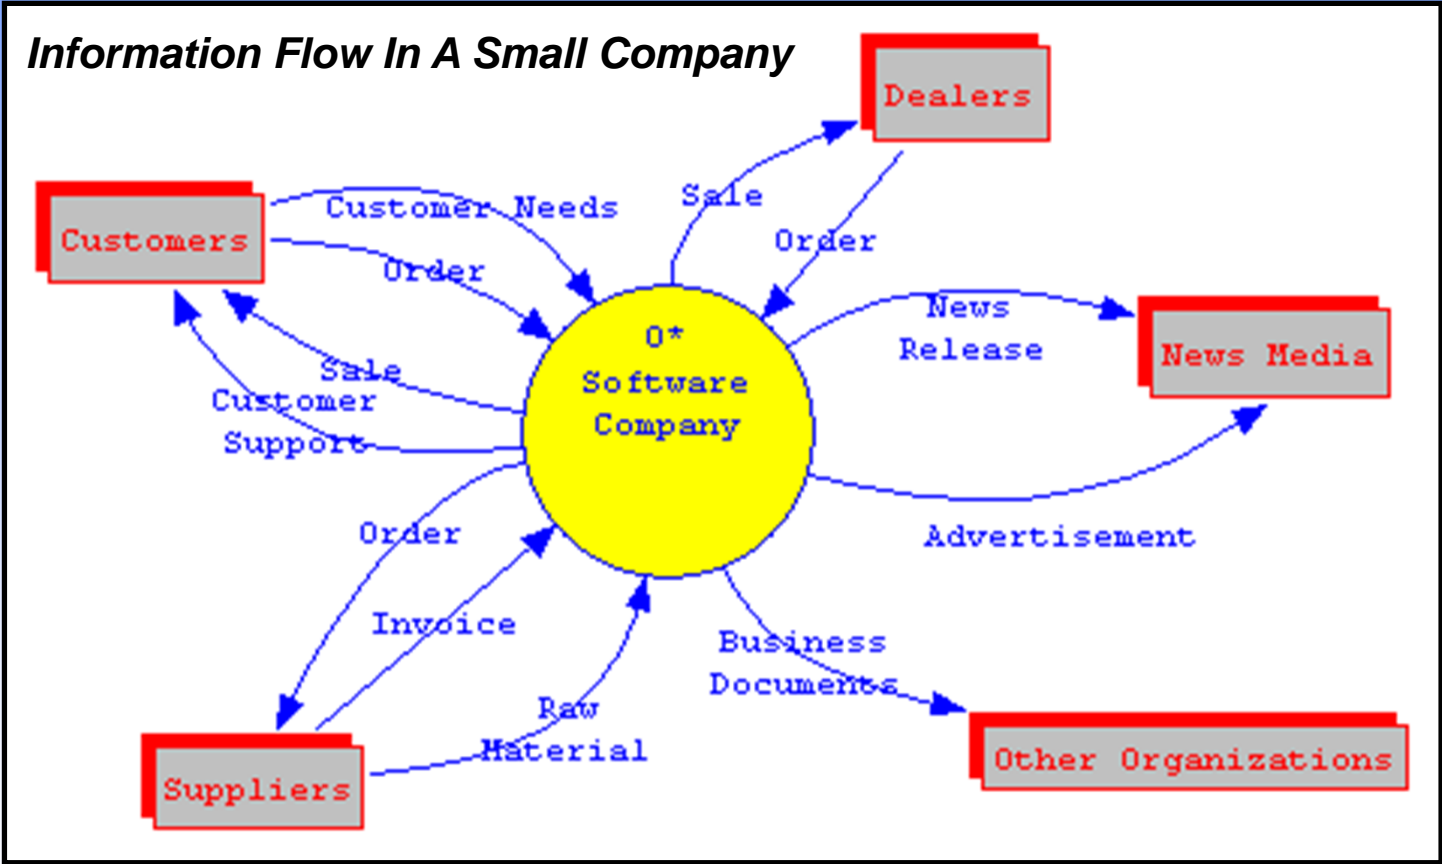 Information Flow In A Small Company
Dealers
Sale
Customer Needs
Customers
Order
Order
News
Release
0*
Software
Company
News Media
Sale
Customer
Support
Order
Advertisement
Invoice
Business
Documents
Raw
Material
Other Organizations
Suppliers